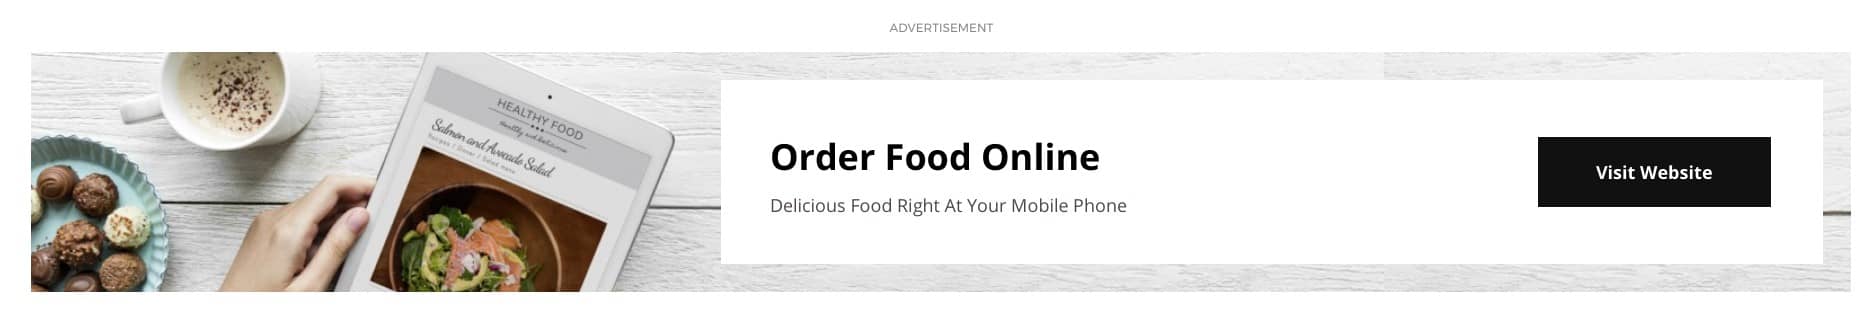 ADVERTISEMENT
HEALTHY FOOD
Healthy and delicious
Salmon and Avocado Salad
Recipes / Dinner / Salad menu
Order Food Online
Delicious Food Right At Your Mobile Phone
Visit Website